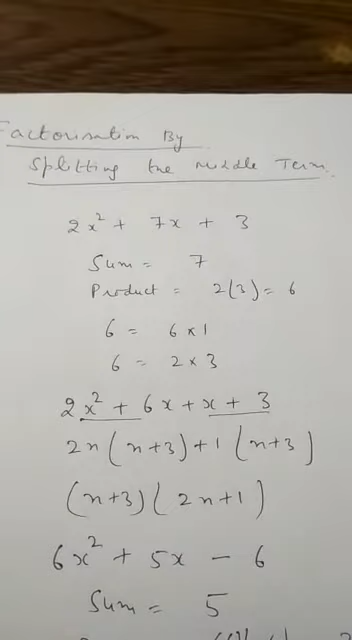 Factorisation By
Splitting the Middle Term.
2x² + 7x + 3
Sum = 7
Product = 2(3) = 6
6 = 6 x 1
6 = 2 x 3
2x² + 6x + x + 3
2x(x+3)+1(x+3)
(x+3)(2x+1)
6x² + 5x - 6
Sum = 5